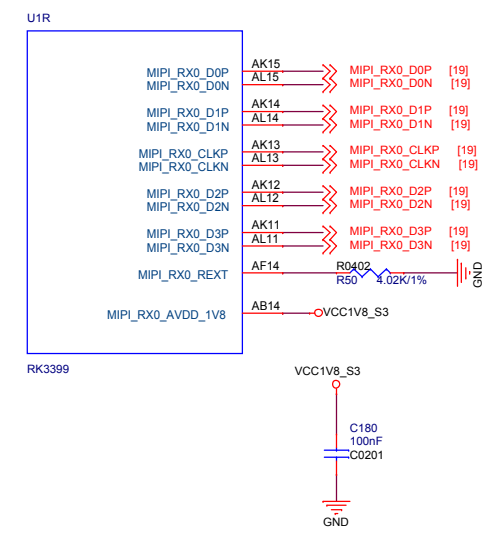 U1R
MIPI_RX0_D0P AK15 MIPI_RX0_D0P [19]
MIPI_RX0_D0N AL15 MIPI_RX0_D0N [19]
MIPI_RX0_D1P AK14 MIPI_RX0_D1P [19]
MIPI_RX0_D1N AL14 MIPI_RX0_D1N [19]
MIPI_RX0_CLKP AK13 MIPI_RX0_CLKP [19]
MIPI_RX0_CLKN AL13 MIPI_RX0_CLKN [19]
MIPI_RX0_D2P AK12 MIPI_RX0_D2P [19]
MIPI_RX0_D2N AL12 MIPI_RX0_D2N [19]
MIPI_RX0_D3P AK11 MIPI_RX0_D3P [19]
MIPI_RX0_D3N AL11 MIPI_RX0_D3N [19]
MIPI_RX0_REXT AF14 R0402 GND
R50 4.02K/1%
MIPI_RX0_AVDD_1V8 AB14 VCC1V8_S3
RK3399
VCC1V8_S3
C180
100nF
C0201
GND